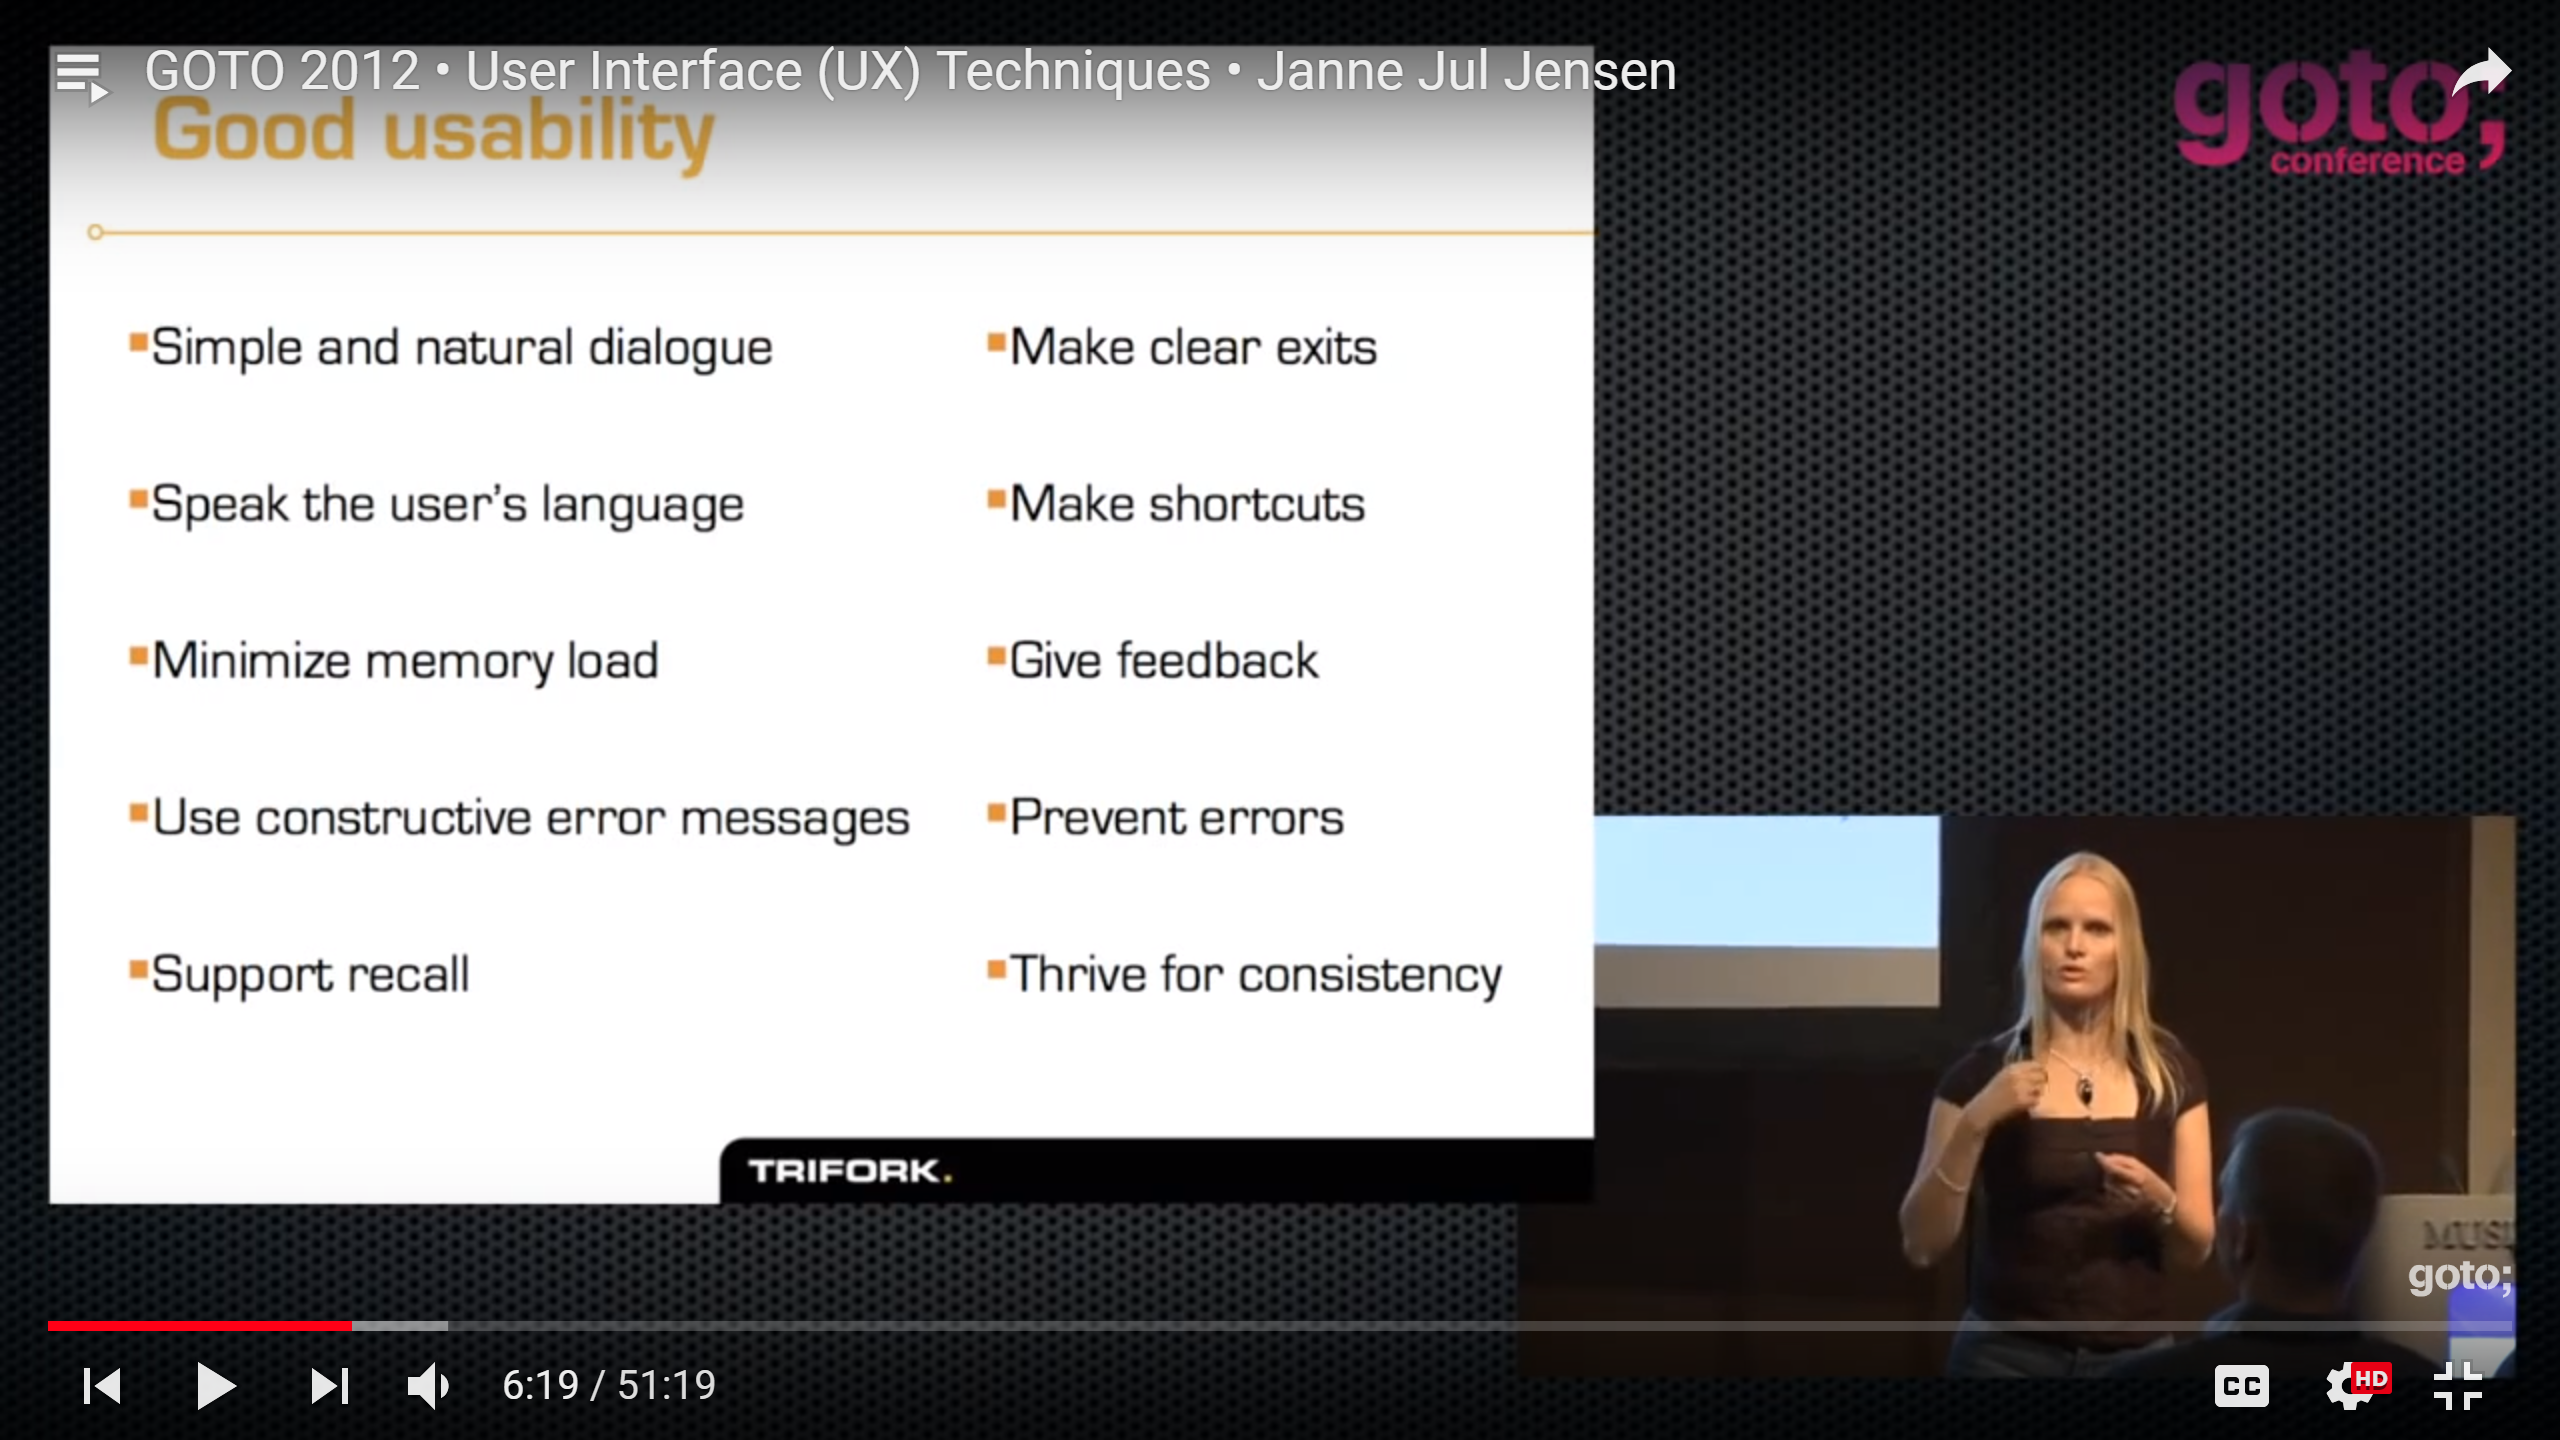 GOTO 2012 • User Interface (UX) Techniques • Janne Jul Jensen
goto;
conference
Good usability
Simple and natural dialogue
Speak the user's language
Minimize memory load
Use constructive error messages
Support recall
Make clear exits
Make shortcuts
Give feedback
Prevent errors
Thrive for consistency
TRIFORK.
goto;
6:19 / 51:19
CC
HD